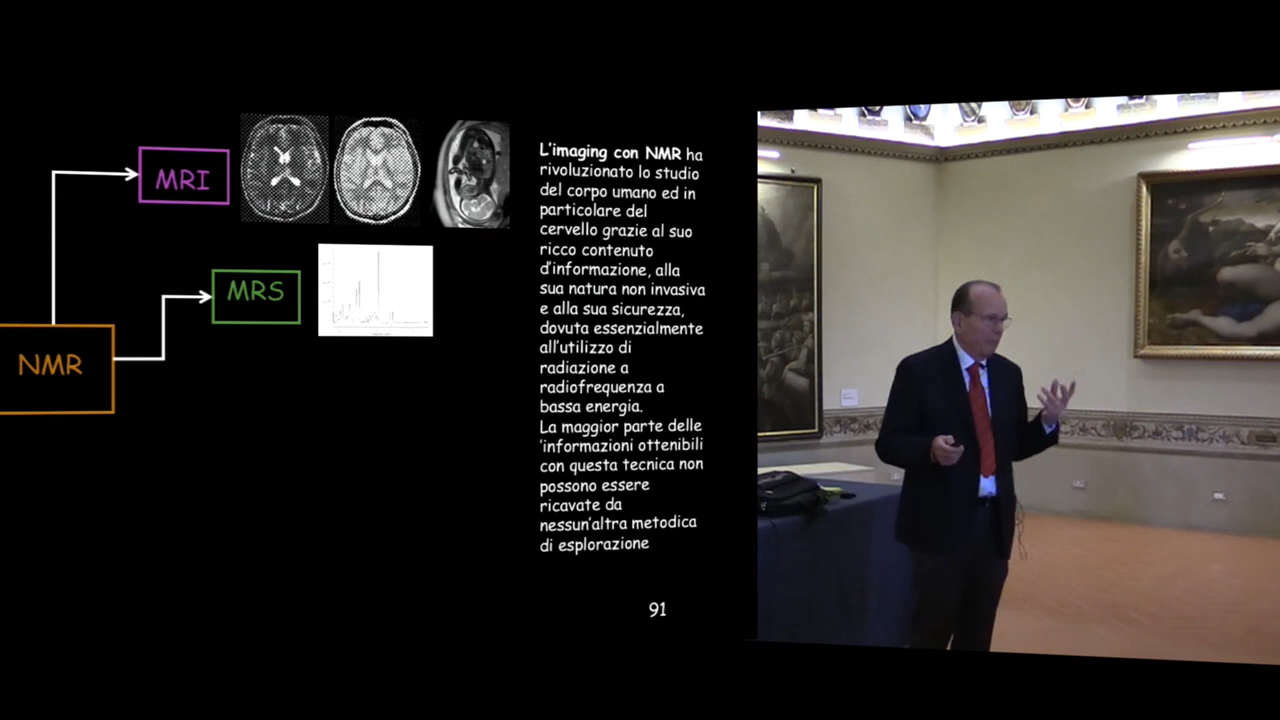 MRI
MRS
NMR
L'imaging con NMR ha
rivoluzionato lo studio
del corpo umano ed in
particolare del
cervello grazie al suo
ricco contenuto
d'informazione, alla
sua natura non invasiva
e alla sua sicurezza,
dovuta essenzialmente
all'utilizzo di
radiazione a
radiofrequenza a
bassa energia.
La maggior parte delle
'informazioni ottenibili
con questa tecnica non
possono essere
ricavate da
nessun'altra metodica
di esplorazione
91